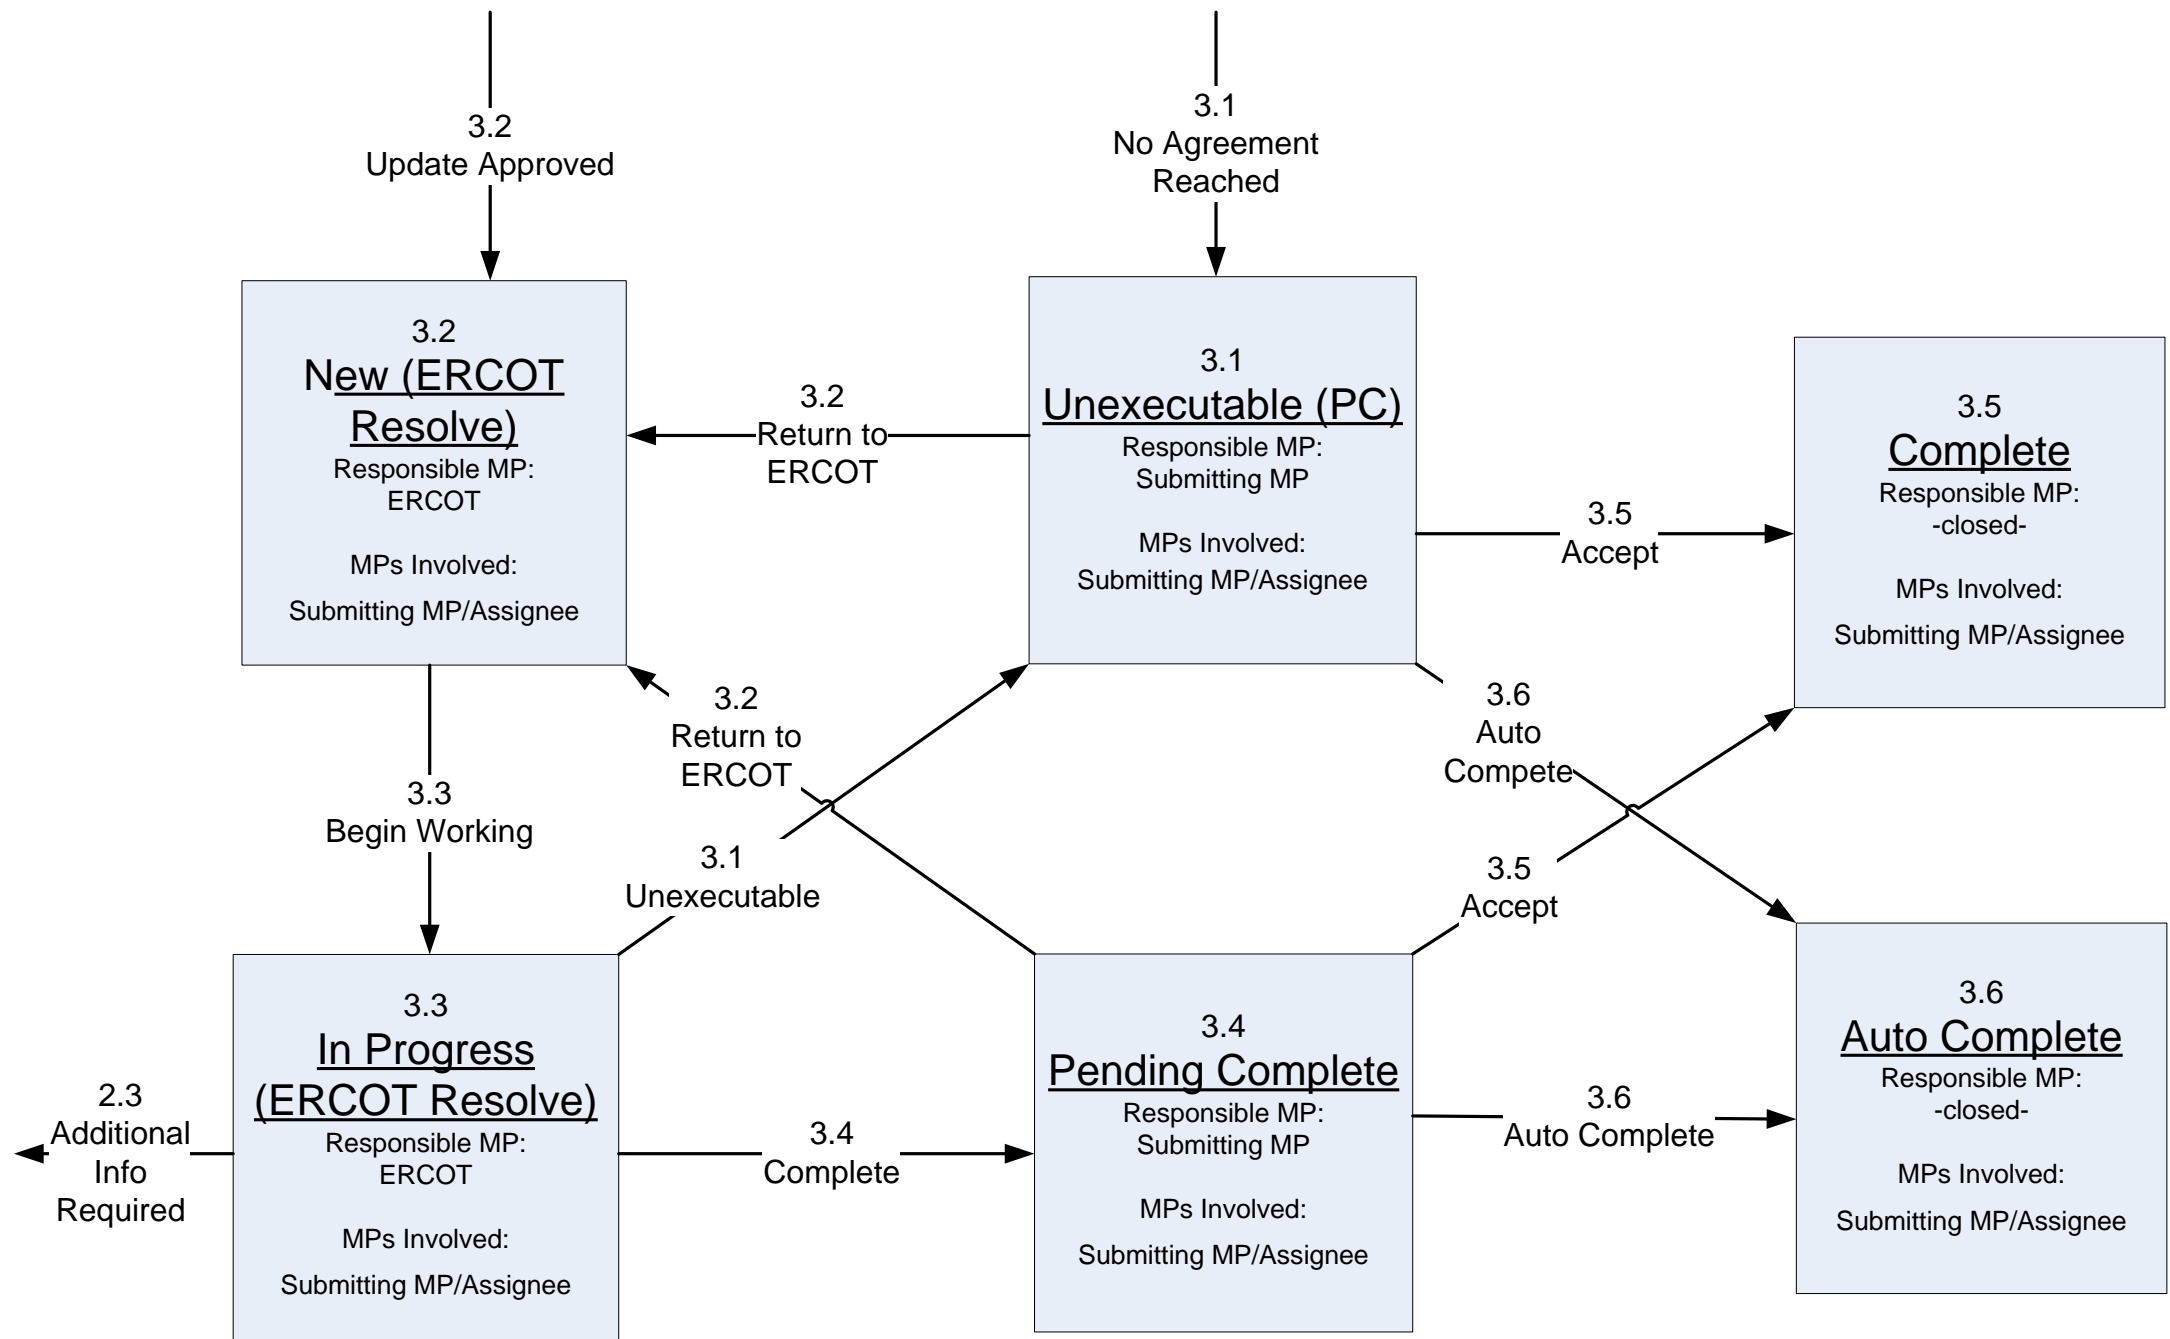 3.2
Update Approved
3.1
No Agreement
Reached
3.2
New (ERCOT
Resolve)
Responsible MP:
ERCOT
MPs Involved:
Submitting MP/Assignee
3.2
Return to
ERCOT
3.1
Unexecutable (PC)
Responsible MP:
Submitting MP
MPs Involved:
Submitting MP/Assignee
3.5
Accept
3.5
Complete
Responsible MP:
-closed-
MPs Involved:
Submitting MP/Assignee
3.3
Begin Working
3.2
Return to
ERCOT
3.1
Unexecutable
3.6
Auto
Compete
3.5
Accept
2.3
Additional
Info
Required
3.3
In Progress
(ERCOT Resolve)
Responsible MP:
ERCOT
MPs Involved:
Submitting MP/Assignee
3.4
Complete
3.4
Pending Complete
Responsible MP:
Submitting MP
MPs Involved:
Submitting MP/Assignee
3.6
Auto Complete
3.6
Auto Complete
Responsible MP:
-closed-
MPs Involved:
Submitting MP/Assignee